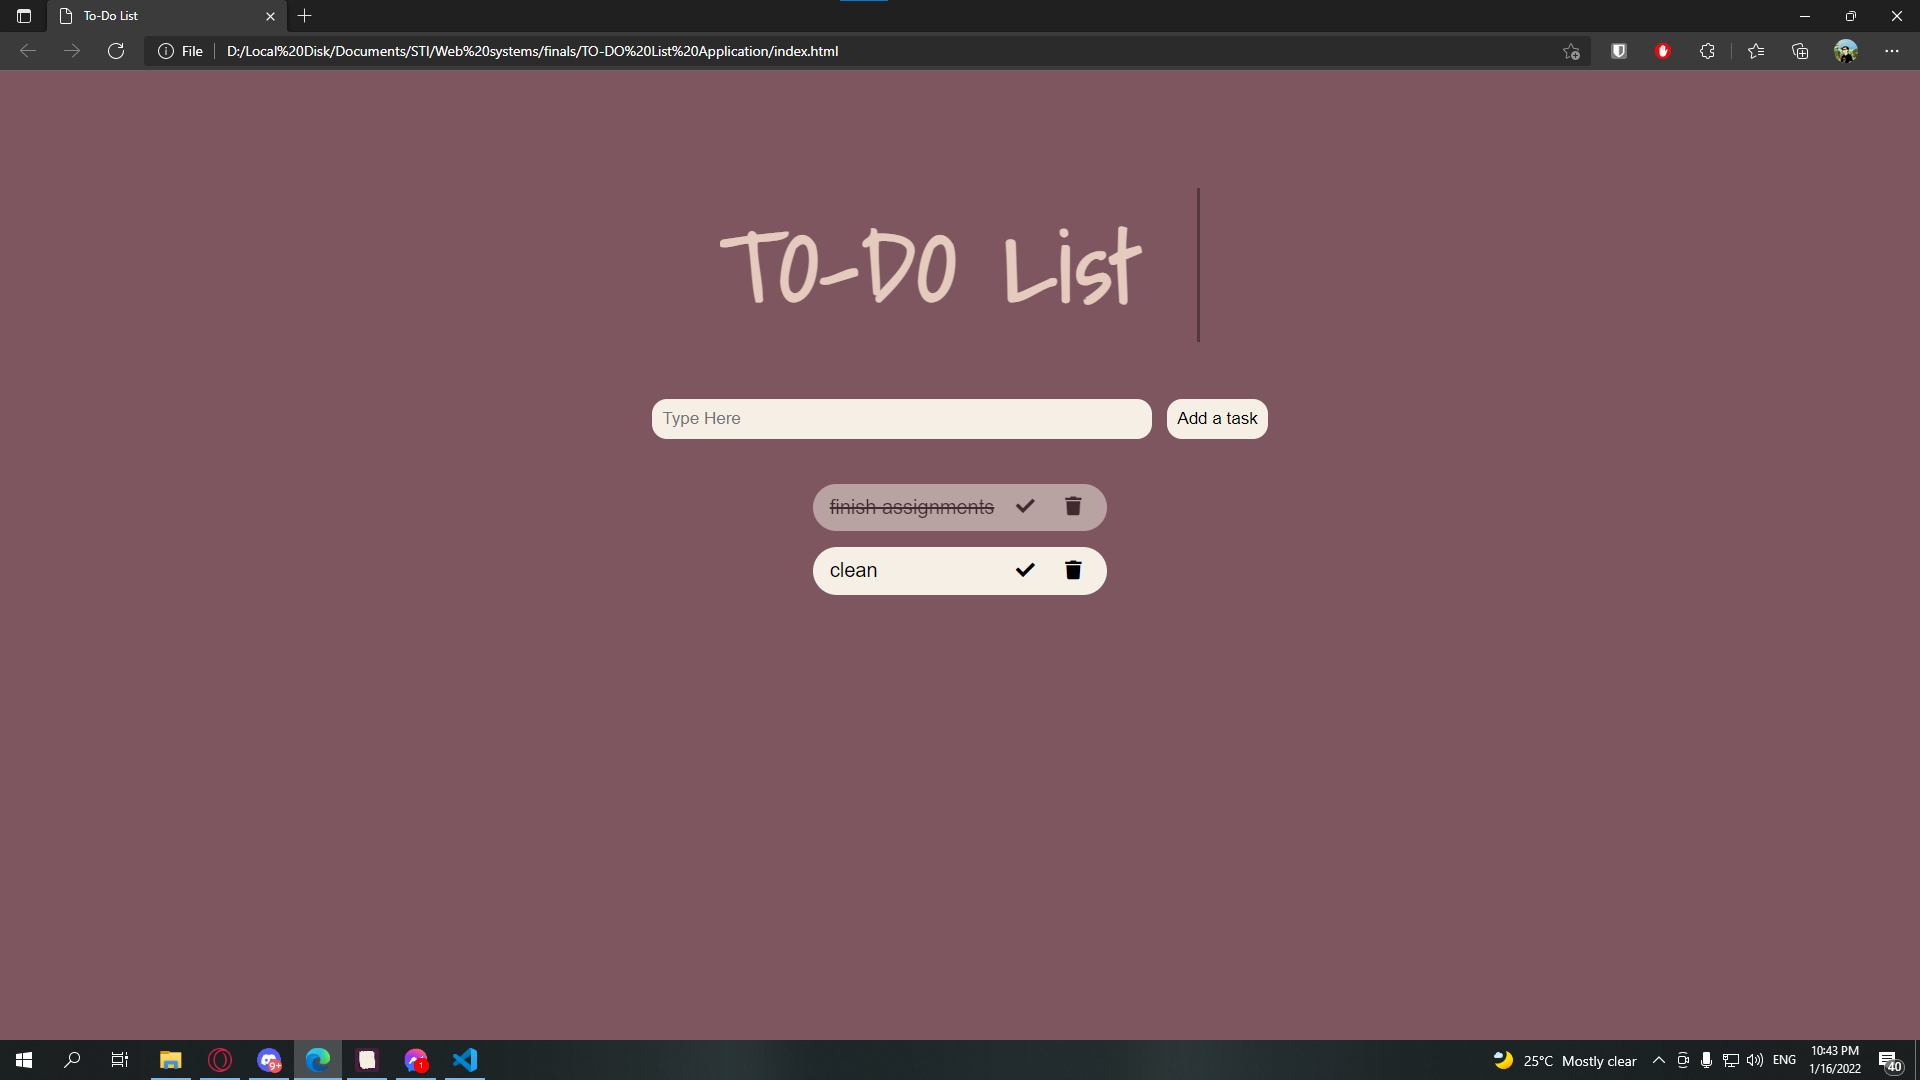 To-Do List
File
D:/Local%20Disk/Documents/STI/Web%20systems/finals/TO-DO%20List%20Application/index.html
TO-DO List
Type Here
Add a task
finish assignments
clean
9+
1
25°C Mostly clear
ENG
10:43 PM
1/16/2022
40